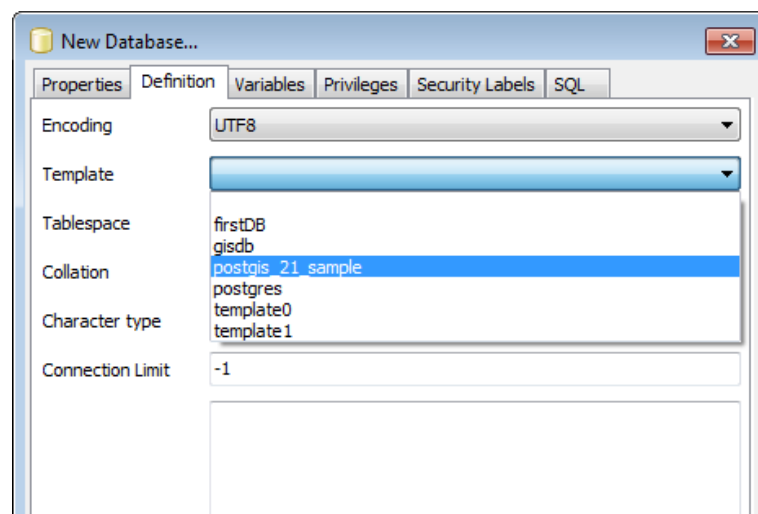 New Database...
Properties Definition Variables Privileges Security Labels SQL
Encoding UTF8
Template
Tablespace
firstDB
gisdb
Collation
postgis_21_sample
postgres
template0
Character type
template1
Connection Limit -1